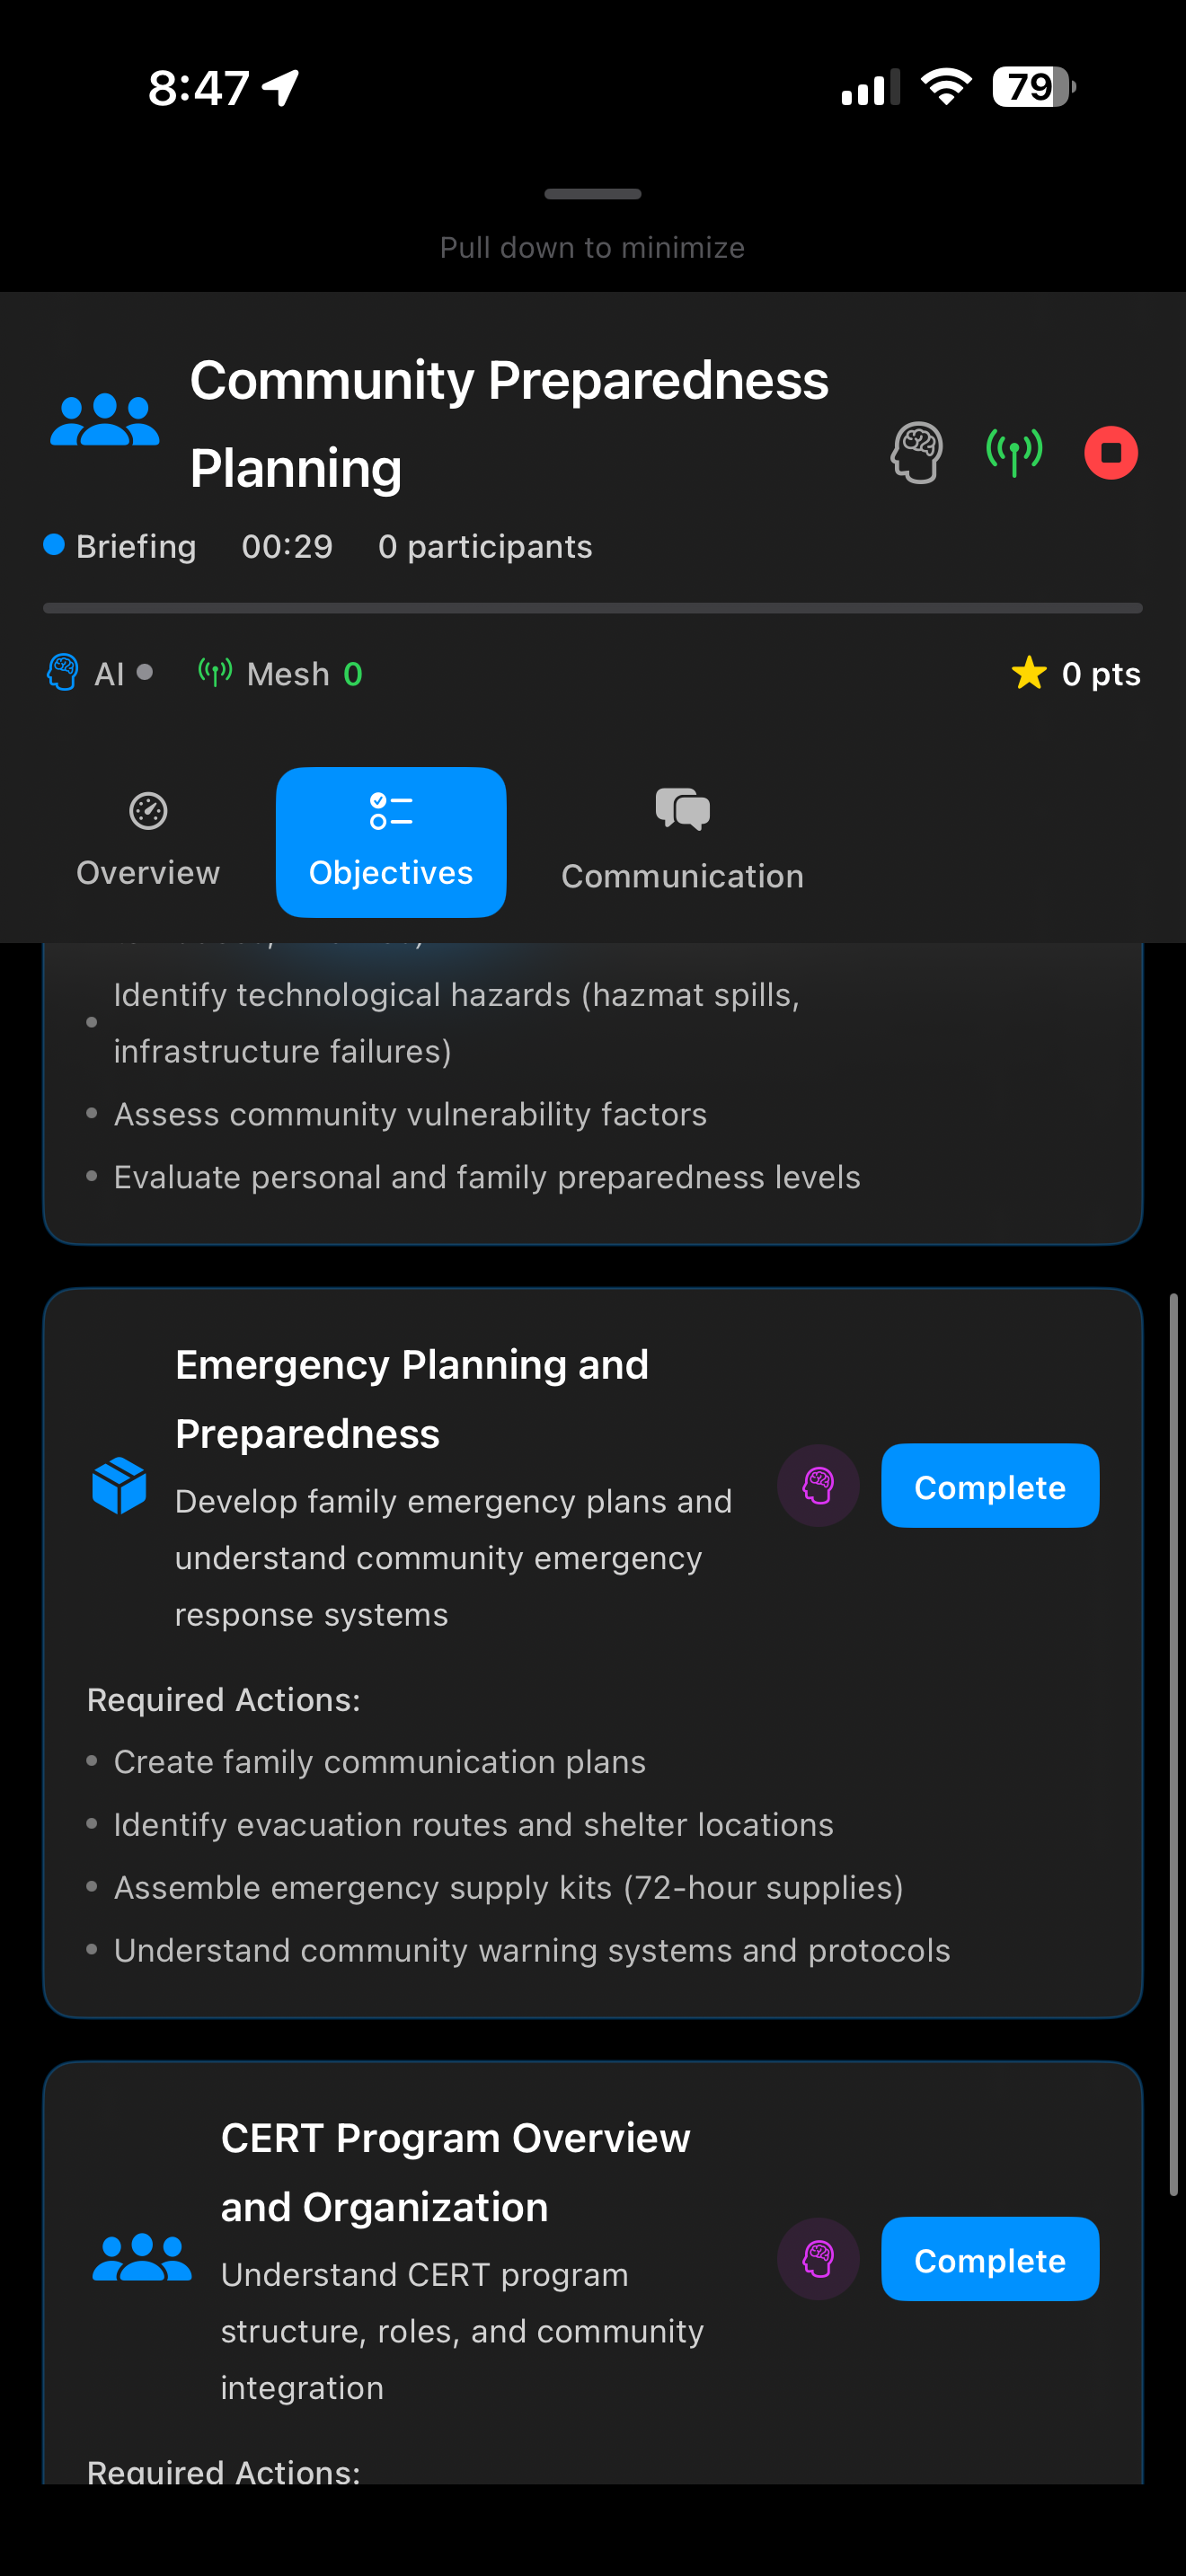 8:47
79
Pull down to minimize
Community Preparedness
Planning
Briefing 00:29 0 participants
AI Mesh 0 0 pts
Overview Objectives Communication
Identify technological hazards (hazmat spills,
infrastructure failures)
Assess community vulnerability factors
Evaluate personal and family preparedness levels
Emergency Planning and
Preparedness
Develop family emergency plans and
understand community emergency
response systems
Complete
Required Actions:
Create family communication plans
Identify evacuation routes and shelter locations
Assemble emergency supply kits (72-hour supplies)
Understand community warning systems and protocols
CERT Program Overview
and Organization
Understand CERT program
structure, roles, and community
integration
Complete
Required Actions: